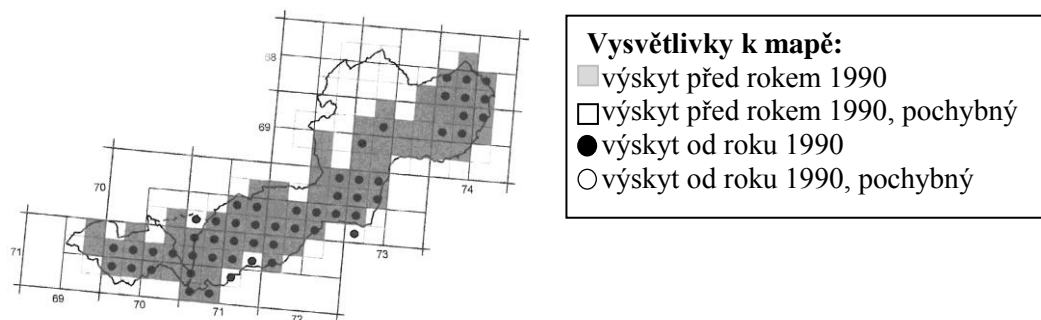 68
69
70
74
73
71
69
70
71
72
Vysvětlivky k mapě:
výskyt před rokem 1990
výskyt před rokem 1990, pochybný
výskyt od roku 1990
výskyt od roku 1990, pochybný